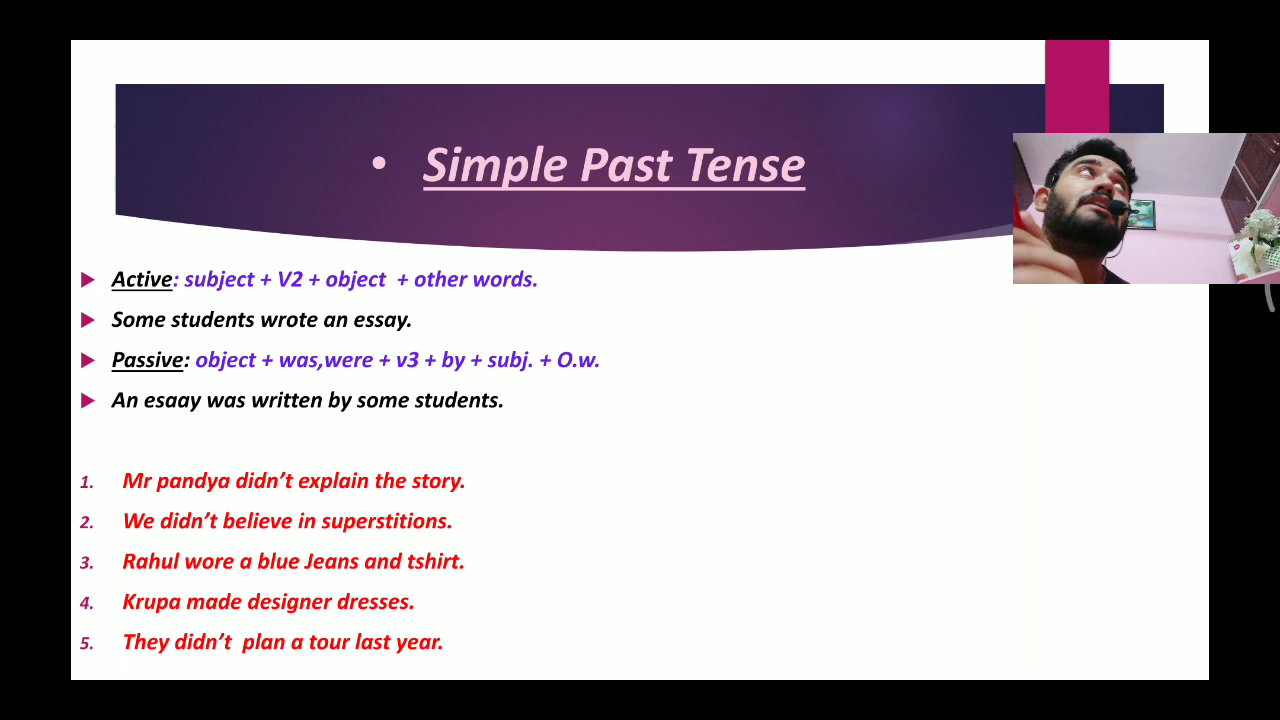 • Simple Past Tense
Active: subject + V2 + object + other words.
Some students wrote an essay.
Passive: object + was,were + v3 + by + subj. + O.w.
An esaay was written by some students.
1. Mr pandya didn’t explain the story.
2. We didn’t believe in superstitions.
3. Rahul wore a blue Jeans and tshirt.
4. Krupa made designer dresses.
5. They didn’t plan a tour last year.